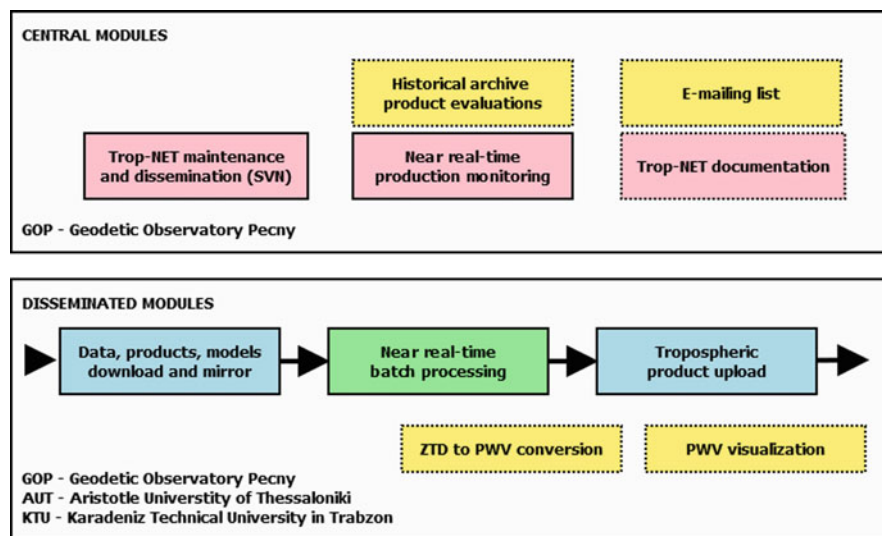 CENTRAL MODULES
Historical archive
product evaluations
E-mailing list
Trop-NET maintenance
and dissemination (SVN)
Near real-time
production monitoring
Trop-NET documentation
GOP - Geodetic Observatory Pecny
DISSEMINATED MODULES
Data, products, models
download and mirror
Near real-time
batch processing
Tropospheric
product upload
ZTD to PWV conversion
PWV visualization
GOP - Geodetic Observatory Pecny
AUT - Aristotle Universtity of Thessaloniki
KTU - Karadeniz Technical University in Trabzon